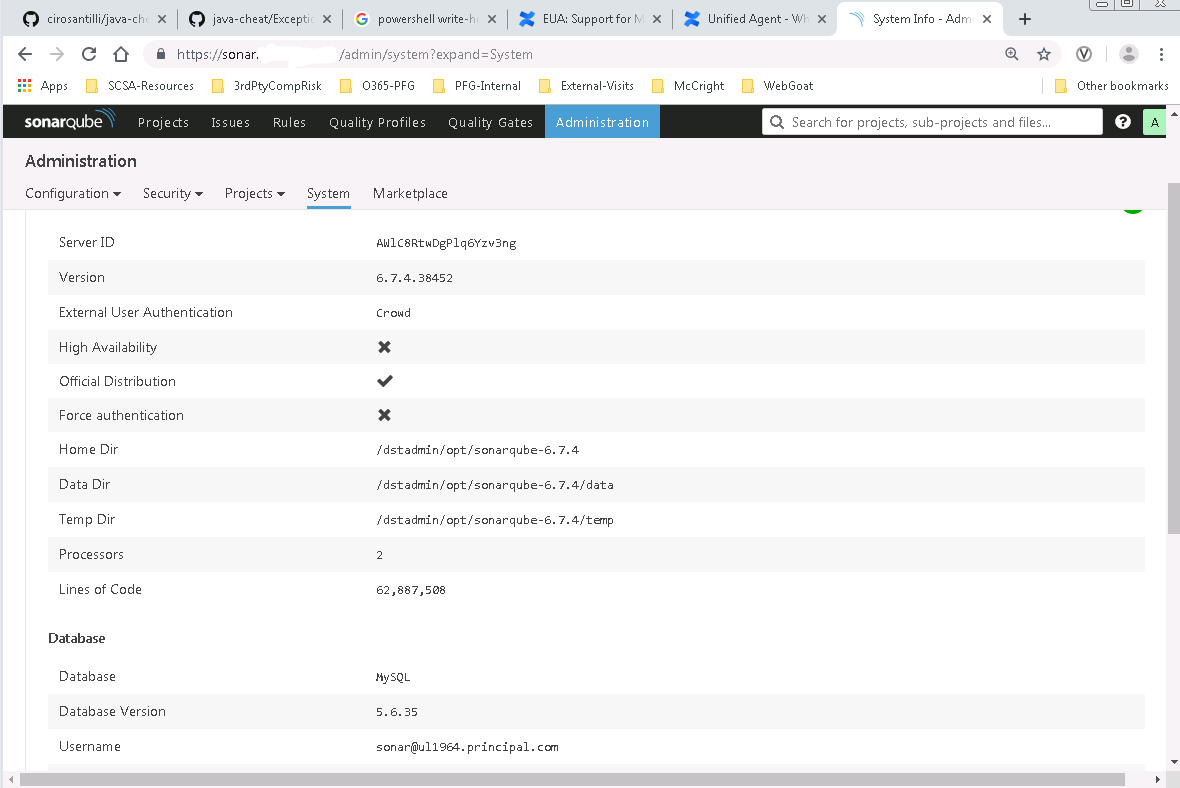 cirosantilli/java-che
java-cheat/Excepti
powershell write-h
EUA: Support for M
Unified Agent - Wh
System Info - Adm
https://sonar. /admin/system?expand=System
Apps SCSA-Resources 3rdPtyCompRisk O365-PFG PFG-Internal External-Visits McCright WebGoat Other bookmarks
sonarqube Projects Issues Rules Quality Profiles Quality Gates Administration Search for projects, sub-projects and files... ? A
Administration
Configuration Security Projects System Marketplace
Server ID AWlC8RtwDgPlq6Yzv3ng
Version 6.7.4.38452
External User Authentication Crowd
High Availability
Official Distribution
Force authentication
Home Dir /dstadmin/opt/sonarqube-6.7.4
Data Dir /dstadmin/opt/sonarqube-6.7.4/data
Temp Dir /dstadmin/opt/sonarqube-6.7.4/temp
Processors 2
Lines of Code 62,887,508
Database
Database MySQL
Database Version 5.6.35
Username sonar@ul1964.principal.com